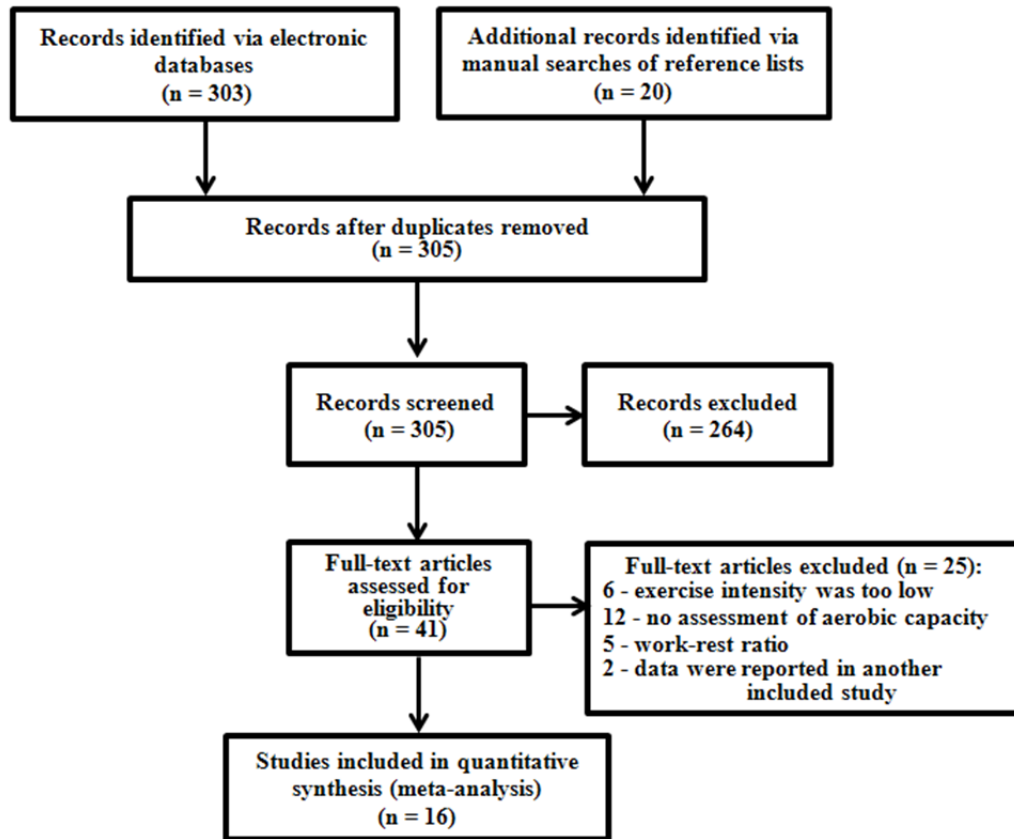 Records identified via electronic
databases
(n = 303)
Additional records identified via
manual searches of reference lists
(n = 20)
Records after duplicates removed
(n = 305)
Records screened
(n = 305)
Records excluded
(n = 264)
Full-text articles
assessed for
eligibility
(n = 41)
Full-text articles excluded (n = 25):
6 - exercise intensity was too low
12 - no assessment of aerobic capacity
5 - work-rest ratio
2 - data were reported in another
included study
Studies included in quantitative
synthesis (meta-analysis)
(n = 16)